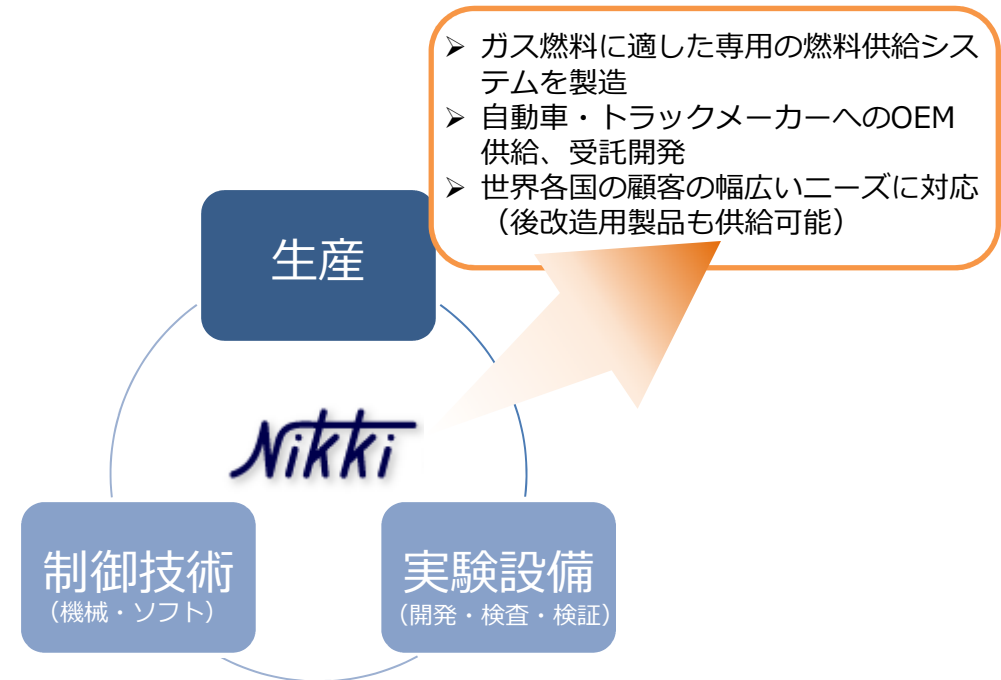 ➢ ガス燃料に適した専用の燃料供給シス
テムを製造
➢ 自動車・トラックメーカーへのOEM
供給、受託開発
➢ 世界各国の顧客の幅広いニーズに対応
（後改造用製品も供給可能）
生産
Nikki
制御技術
（機械・ソフト）
実験設備
（開発・検査・検証）